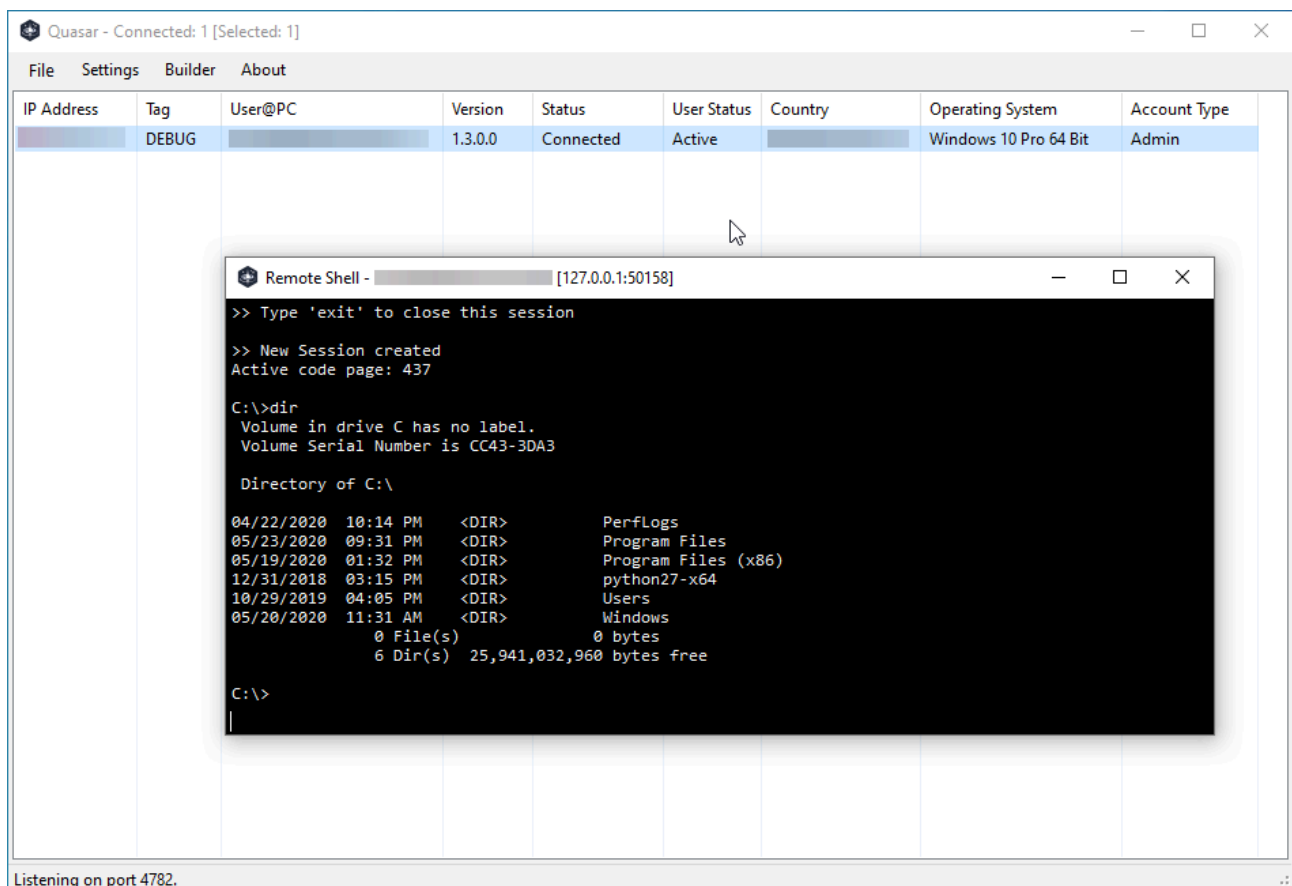 Quasar - Connected: 1 [Selected: 1]
File Settings Builder About
IP Address Tag User@PC Version Status User Status Country Operating System Account Type
DEBUG 1.3.0.0 Connected Active Windows 10 Pro 64 Bit Admin
Remote Shell - [127.0.0.1:50158]
>> Type 'exit' to close this session
>> New Session created
Active code page: 437
C:\>dir
Volume in drive C has no label.
Volume Serial Number is CC43-3DA3
Directory of C:\
04/22/2020 10:14 PM <DIR> PerfLogs
05/23/2020 09:31 PM <DIR> Program Files
05/19/2020 01:32 PM <DIR> Program Files (x86)
12/31/2018 03:15 PM <DIR> python27-x64
10/29/2019 04:05 PM <DIR> Users
05/20/2020 11:31 AM <DIR> Windows
0 File(s) 0 bytes
6 Dir(s) 25,941,032,960 bytes free
C:\>
Listening on port 4782.